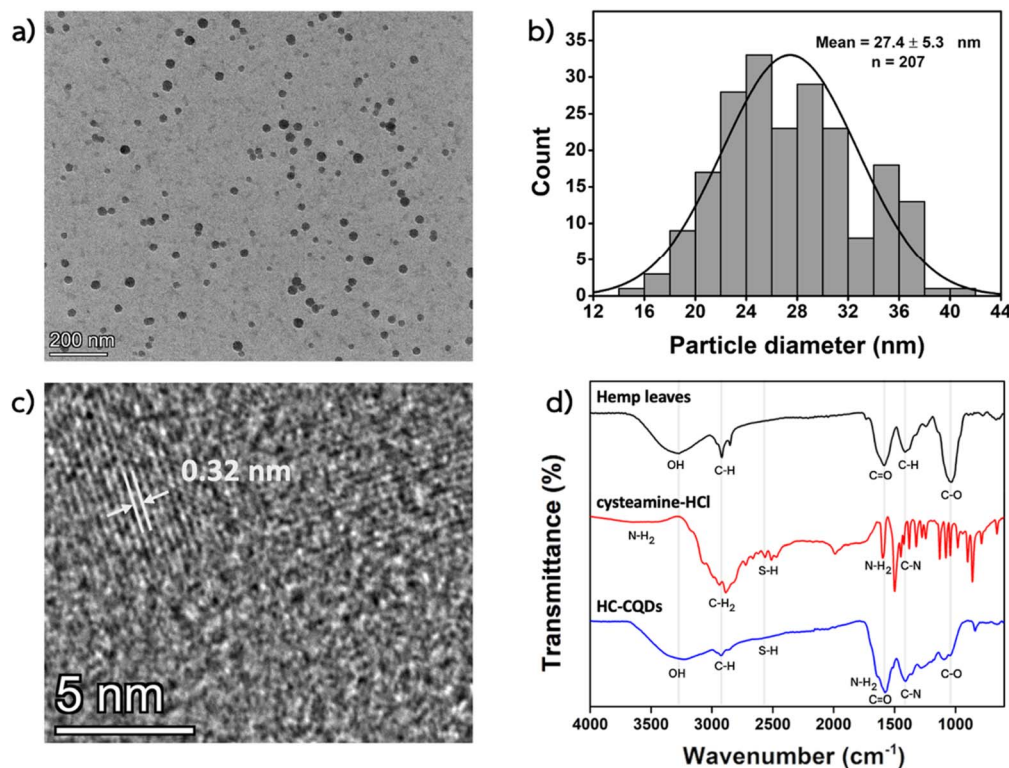 a)
200 nm
b)
Mean = 27.4 ± 5.3 nm
n = 207
35
30
25
20
15
10
5
0
Count
12 16 20 24 28 32 36 40 44
Particle diameter (nm)
c)
0.32 nm
5 nm
d)
Transmittance (%)
Hemp leaves
OH
C-H
C=O
C-H
C-O
cysteamine-HCl
N-H₂
C-H₂
S-H
N-H₂
C-N
HC-CQDs
OH
C-H
S-H
N-H₂
C=O
C-N
C-O
4000 3500 3000 2500 2000 1500 1000
Wavenumber (cm⁻¹)